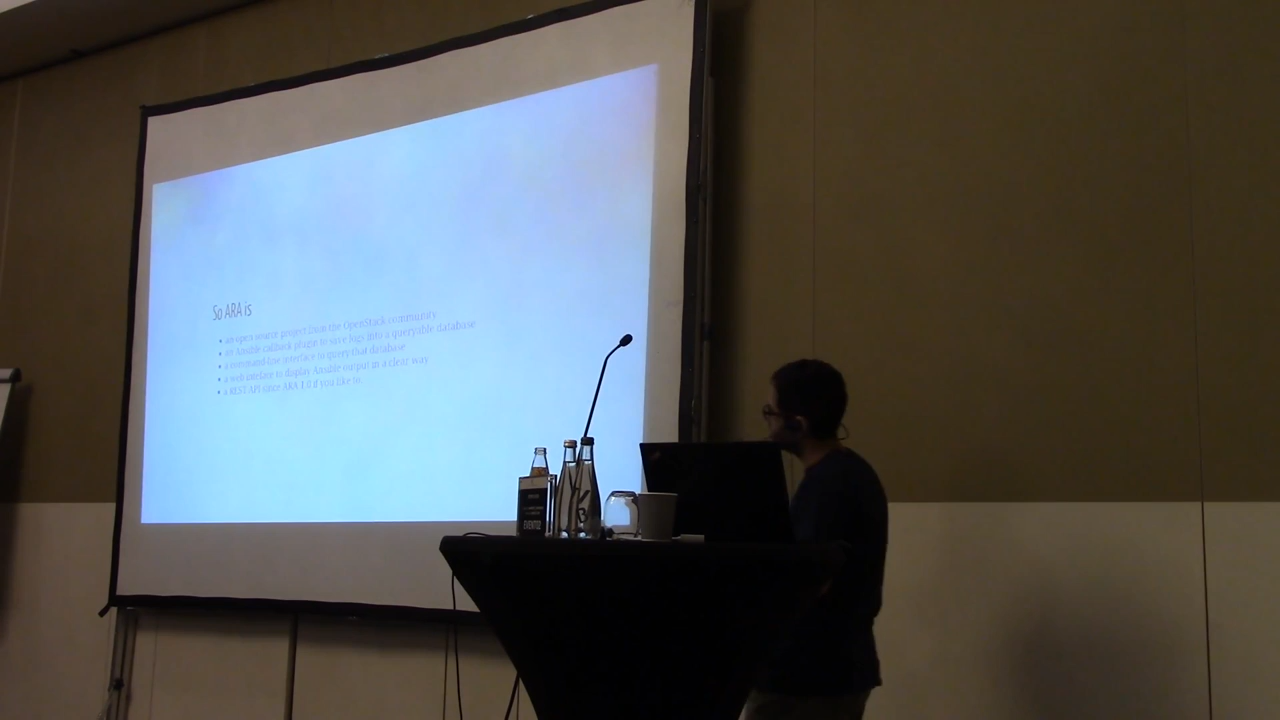 So ARA is
• an open source project from the OpenStack community
• an Ansible callback plugin to save logs into a queryable database
• a command-line interface to query that database
• a web inteface to display Ansible output in a clear way
• a REST API since ARA 1.0 if you like to.
EVENTIZ